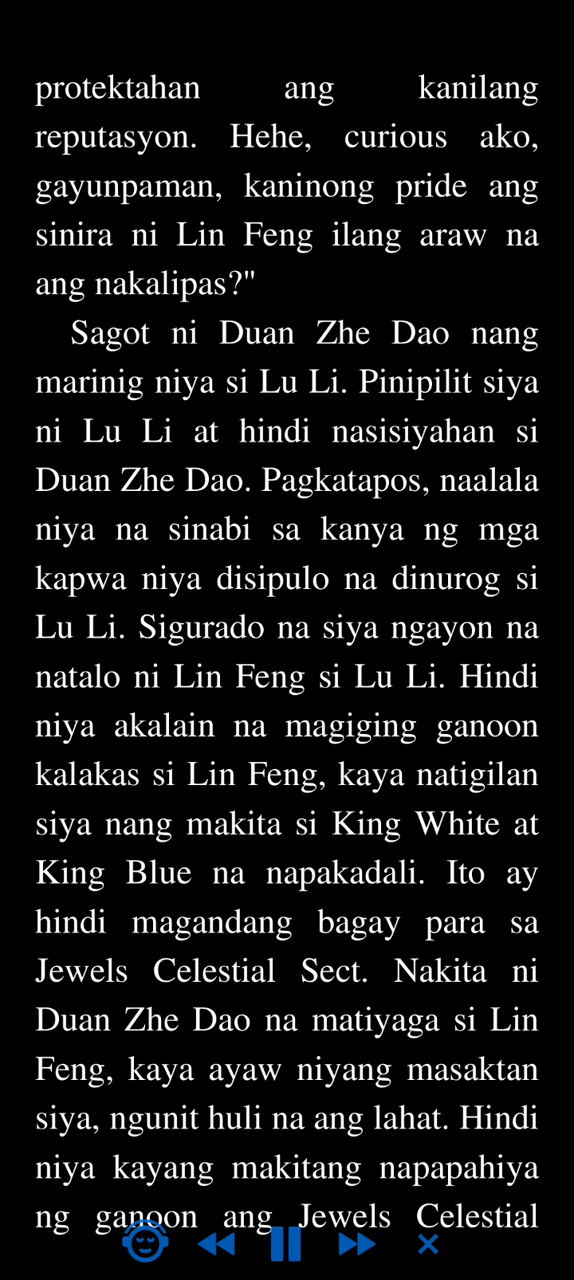 protektahan ang kanilang
reputasyon. Hehe, curious ako,
gayunpaman, kaninong pride ang
sinira ni Lin Feng ilang araw na
ang nakalipas?"
Sagot ni Duan Zhe Dao nang
marinig niya si Lu Li. Pinipilit siya
ni Lu Li at hindi nasisiyahan si
Duan Zhe Dao. Pagkatapos, naalala
niya na sinabi sa kanya ng mga
kapwa niya disipulo na dinurog si
Lu Li. Sigurado na siya ngayon na
natalo ni Lin Feng si Lu Li. Hindi
niya akalain na magiging ganoon
kalakas si Lin Feng, kaya natigilan
siya nang makita si King White at
King Blue na napakadali. Ito ay
hindi magandang bagay para sa
Jewels Celestial Sect. Nakita ni
Duan Zhe Dao na matiyaga si Lin
Feng, kaya ayaw niyang masaktan
siya, ngunit huli na ang lahat. Hindi
niya kayang makitang napapahiya
ng ganoon ang Jewels Celestial